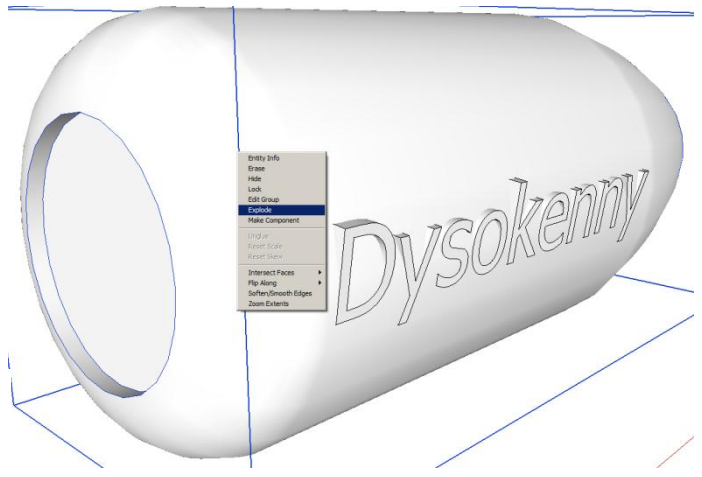 Entity Info
Erase
Hide
Lock
Edit Group
Explode
Make Component
Unglue
Reset Scale
Reset Skew
Intersect Faces
Flip Along
Soften/Smooth Edges
Zoom Extents
Dysokenny